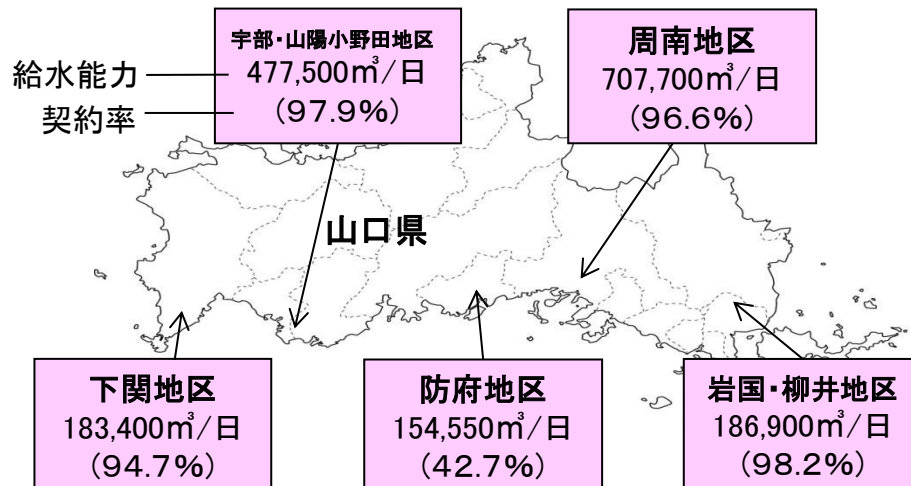 宇部・山陽小野田地区
477,500㎥/日
(97.9%)
給水能力
契約率
周南地区
707,700㎥/日
(96.6%)
山口県
下関地区
183,400㎥/日
(94.7%)
防府地区
154,550㎥/日
(42.7%)
岩国・柳井地区
186,900㎥/日
(98.2%)